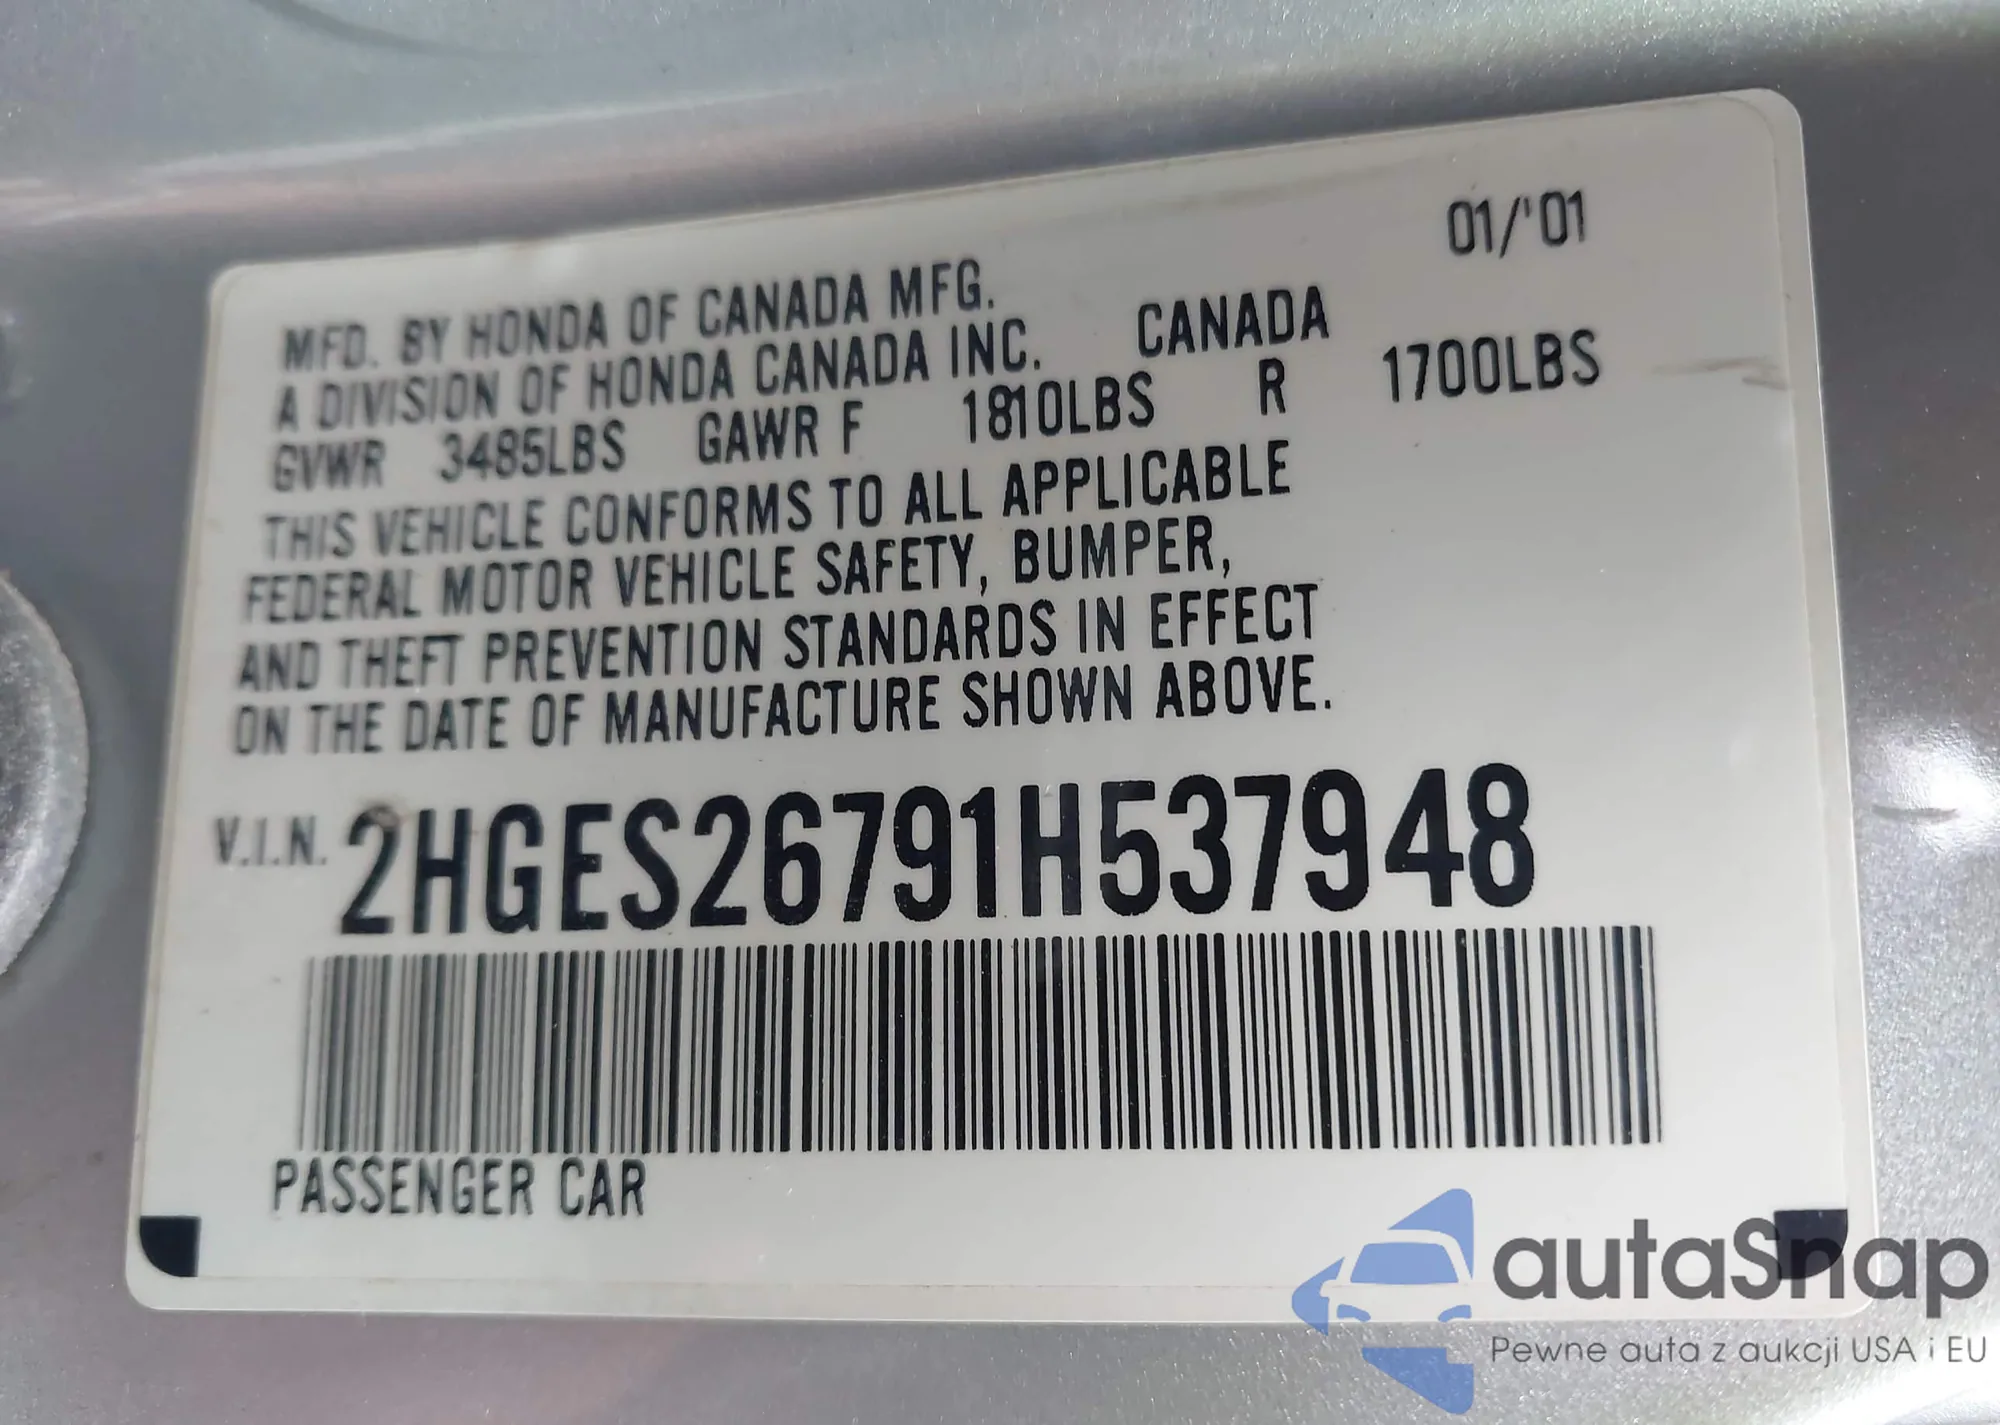 01/'01
MFD. BY HONDA OF CANADA MFG.
A DIVISION OF HONDA CANADA INC. CANADA
GVWR 3485LBS GAWR F 1810LBS R 1700LBS
THIS VEHICLE CONFORMS TO ALL APPLICABLE
FEDERAL MOTOR VEHICLE SAFETY, BUMPER,
AND THEFT PREVENTION STANDARDS IN EFFECT
ON THE DATE OF MANUFACTURE SHOWN ABOVE.
V.I.N. 2HGES26791H537948
PASSENGER CAR
autaSnap
Pewne auta z aukcji USA i EU